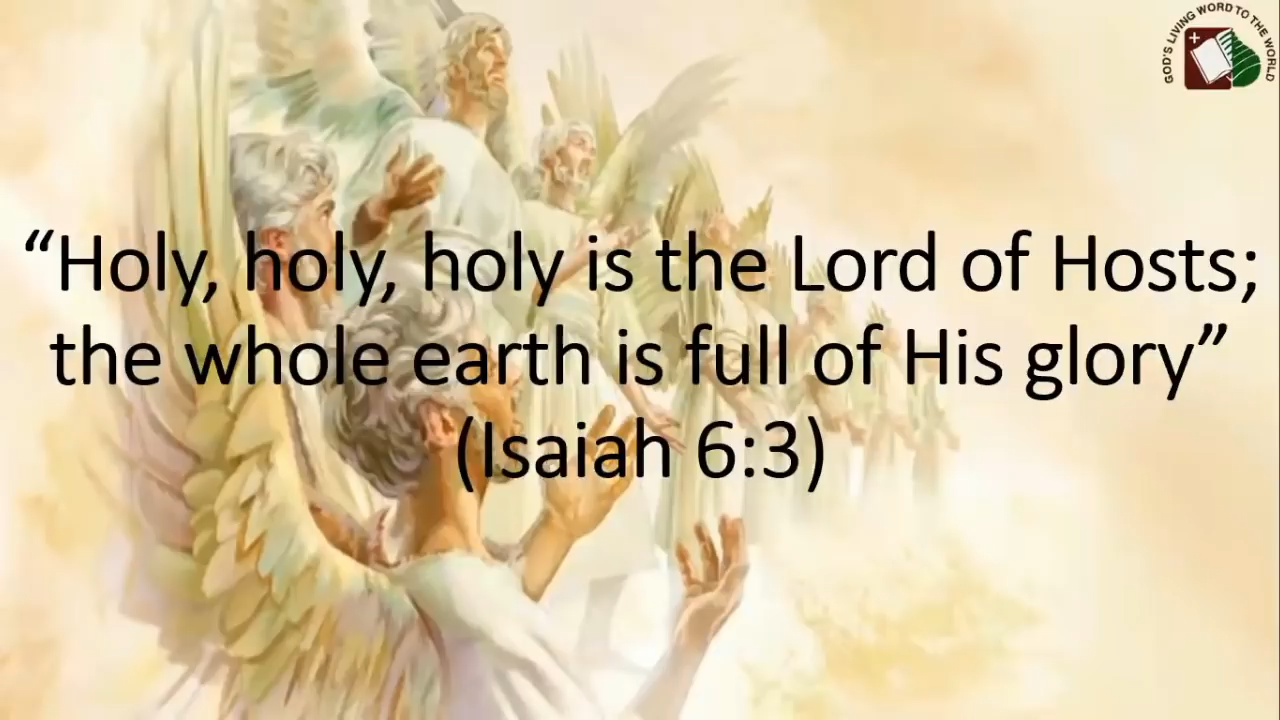 GOD'S LIVING WORD TO THE WORLD
“Holy, holy, holy is the Lord of Hosts;
the whole earth is full of His glory”
(Isaiah 6:3)